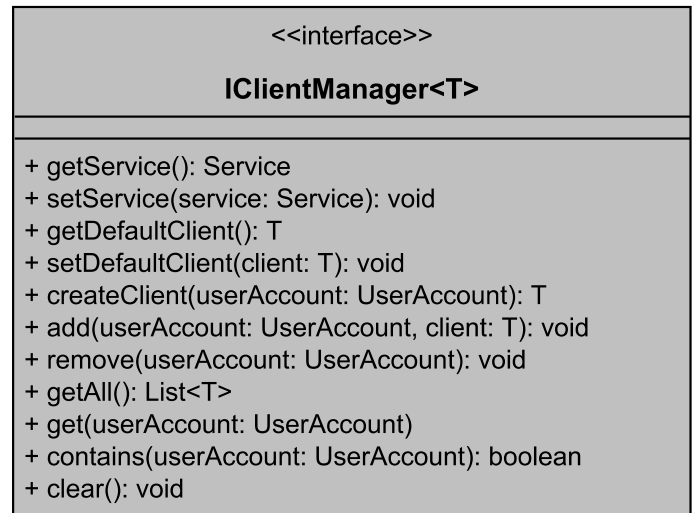 <<interface>>
IClientManager<T>
+ getService(): Service
+ setService(service: Service): void
+ getDefaultClient(): T
+ setDefaultClient(client: T): void
+ createClient(userAccount: UserAccount): T
+ add(userAccount: UserAccount, client: T): void
+ remove(userAccount: UserAccount): void
+ getAll(): List<T>
+ get(userAccount: UserAccount)
+ contains(userAccount: UserAccount): boolean
+ clear(): void